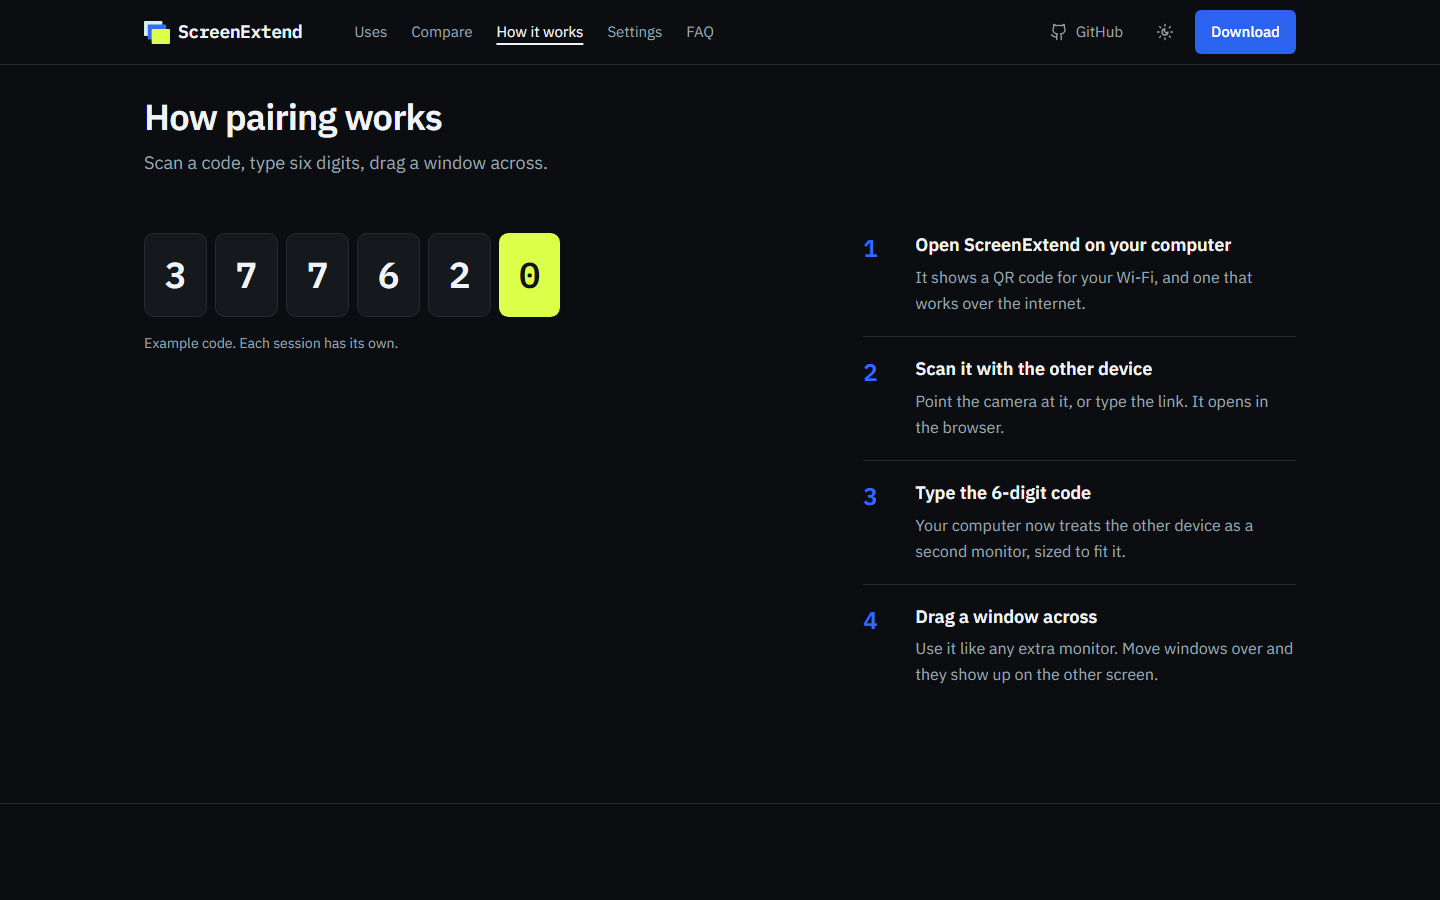 ScreenExtend Uses Compare How it works Settings FAQ GitHub Download
How pairing works
Scan a code, type six digits, drag a window across.
3 7 7 6 2 0
Example code. Each session has its own.
1 Open ScreenExtend on your computer
It shows a QR code for your Wi-Fi, and one that
works over the internet.
2 Scan it with the other device
Point the camera at it, or type the link. It opens in
the browser.
3 Type the 6-digit code
Your computer now treats the other device as a
second monitor, sized to fit it.
4 Drag a window across
Use it like any extra monitor. Move windows over and
they show up on the other screen.